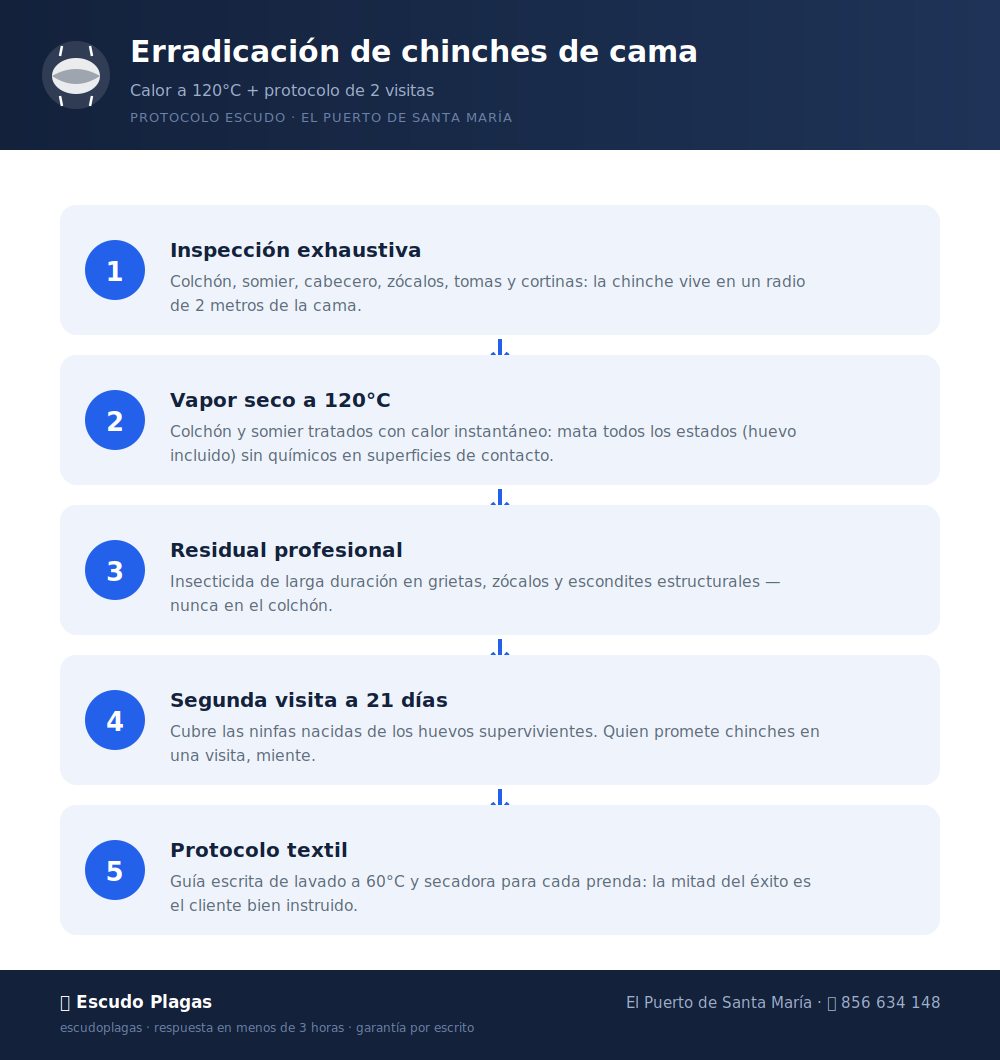 Erradicación de chinches de cama
Calor a 120°C + protocolo de 2 visitas
PROTOCOLO ESCUDO · EL PUERTO DE SANTA MARÍA
1
Inspección exhaustiva
Colchón, somier, cabecero, zócalos, tomas y cortinas: la chinche vive en un radio
de 2 metros de la cama.
2
Vapor seco a 120°C
Colchón y somier tratados con calor instantáneo: mata todos los estados (huevo
incluido) sin químicos en superficies de contacto.
3
Residual profesional
Insecticida de larga duración en grietas, zócalos y escondites estructurales —
nunca en el colchón.
4
Segunda visita a 21 días
Cubre las ninfas nacidas de los huevos supervivientes. Quien promete chinches en
una visita, miente.
5
Protocolo textil
Guía escrita de lavado a 60°C y secadora para cada prenda: la mitad del éxito es
el cliente bien instruido.
Escudo Plagas
El Puerto de Santa María · 856 634 148
escudoplagas · respuesta en menos de 3 horas · garantía por escrito